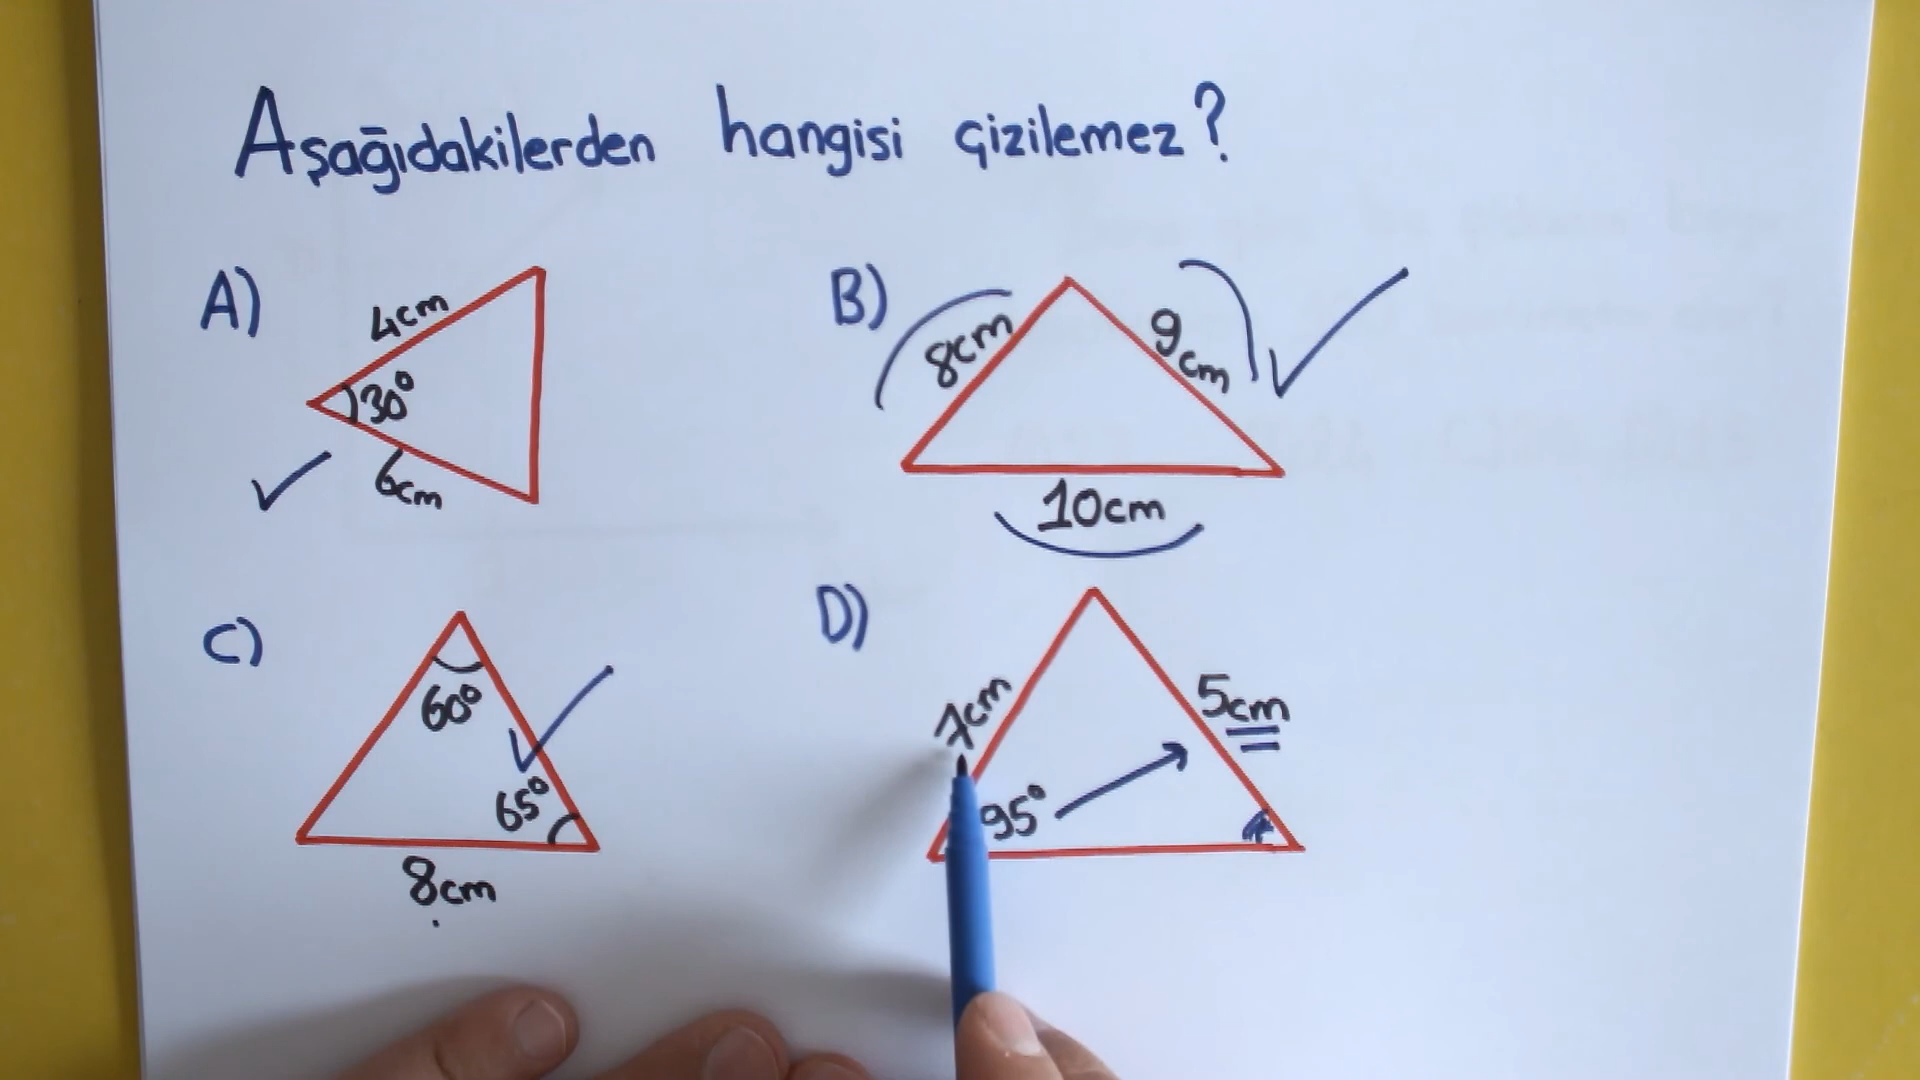 Aşağıdakilerden hangisi çizilemez?
A)
4cm
30°
6cm
B)
8cm
9cm
10cm
C)
60°
65°
8cm
D)
7cm
5cm
95°